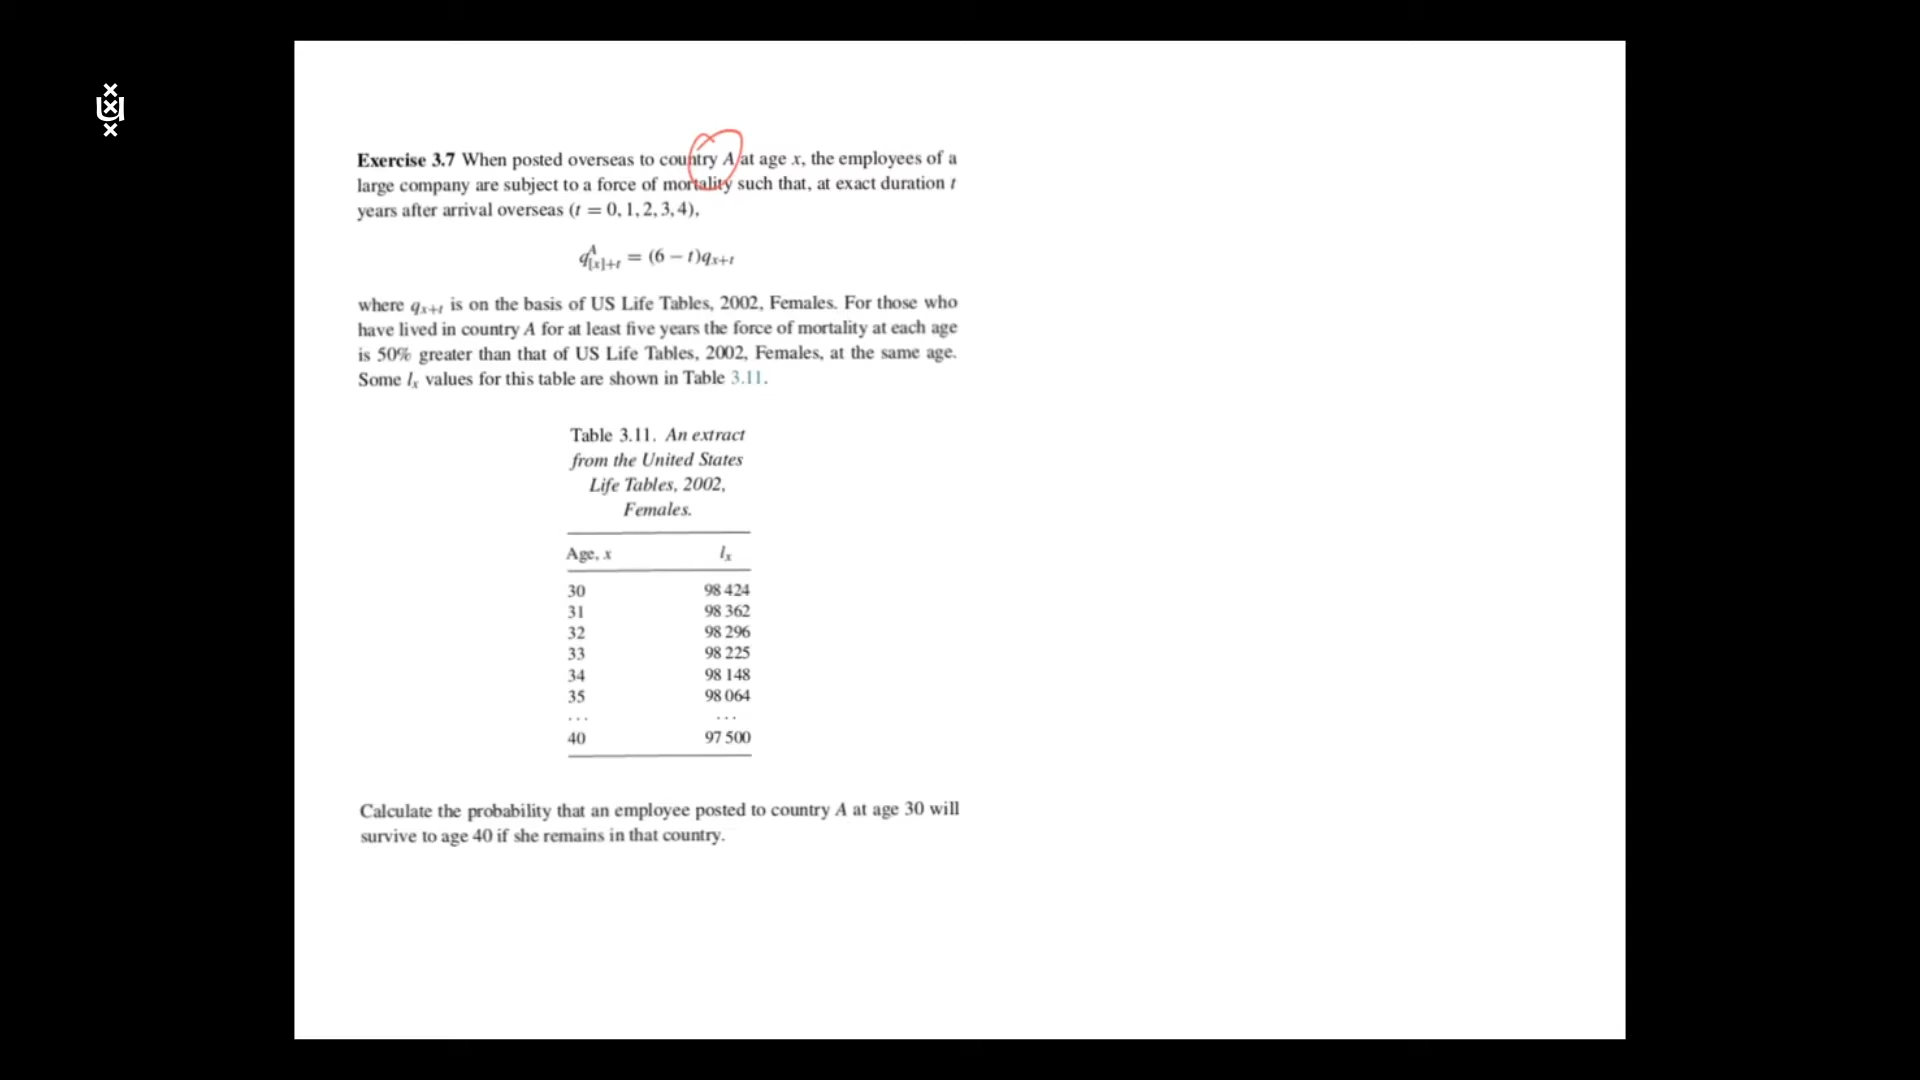 Exercise 3.7 When posted overseas to country A at age x, the employees of a
large company are subject to a force of mortality such that, at exact duration t
years after arrival overseas (t = 0, 1, 2, 3, 4),
q^A_{[x]+t} = (6 − t)q_{x+t}
where q_{x+t} is on the basis of US Life Tables, 2002, Females. For those who
have lived in country A for at least five years the force of mortality at each age
is 50% greater than that of US Life Tables, 2002, Females, at the same age.
Some l_x values for this table are shown in Table 3.11.
Table 3.11. An extract
from the United States
Life Tables, 2002,
Females.
Age, x l_x
30 98 424
31 98 362
32 98 296
33 98 225
34 98 148
35 98 064
... ...
40 97 500
Calculate the probability that an employee posted to country A at age 30 will
survive to age 40 if she remains in that country.